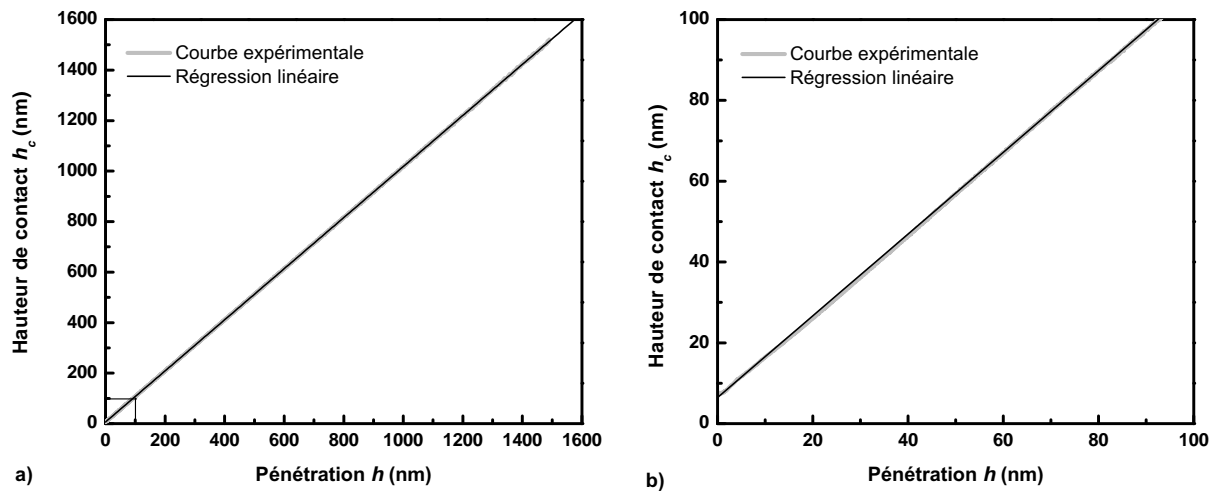 1600
1400
1200
1000
800
600
400
200
0
Hauteur de contact h_c (nm)
Courbe expérimentale
Régression linéaire
0 200 400 600 800 1000 1200 1400 1600
Pénétration h (nm)
a)
100
80
60
40
20
0
Hauteur de contact h_c (nm)
Courbe expérimentale
Régression linéaire
0 20 40 60 80 100
Pénétration h (nm)
b)